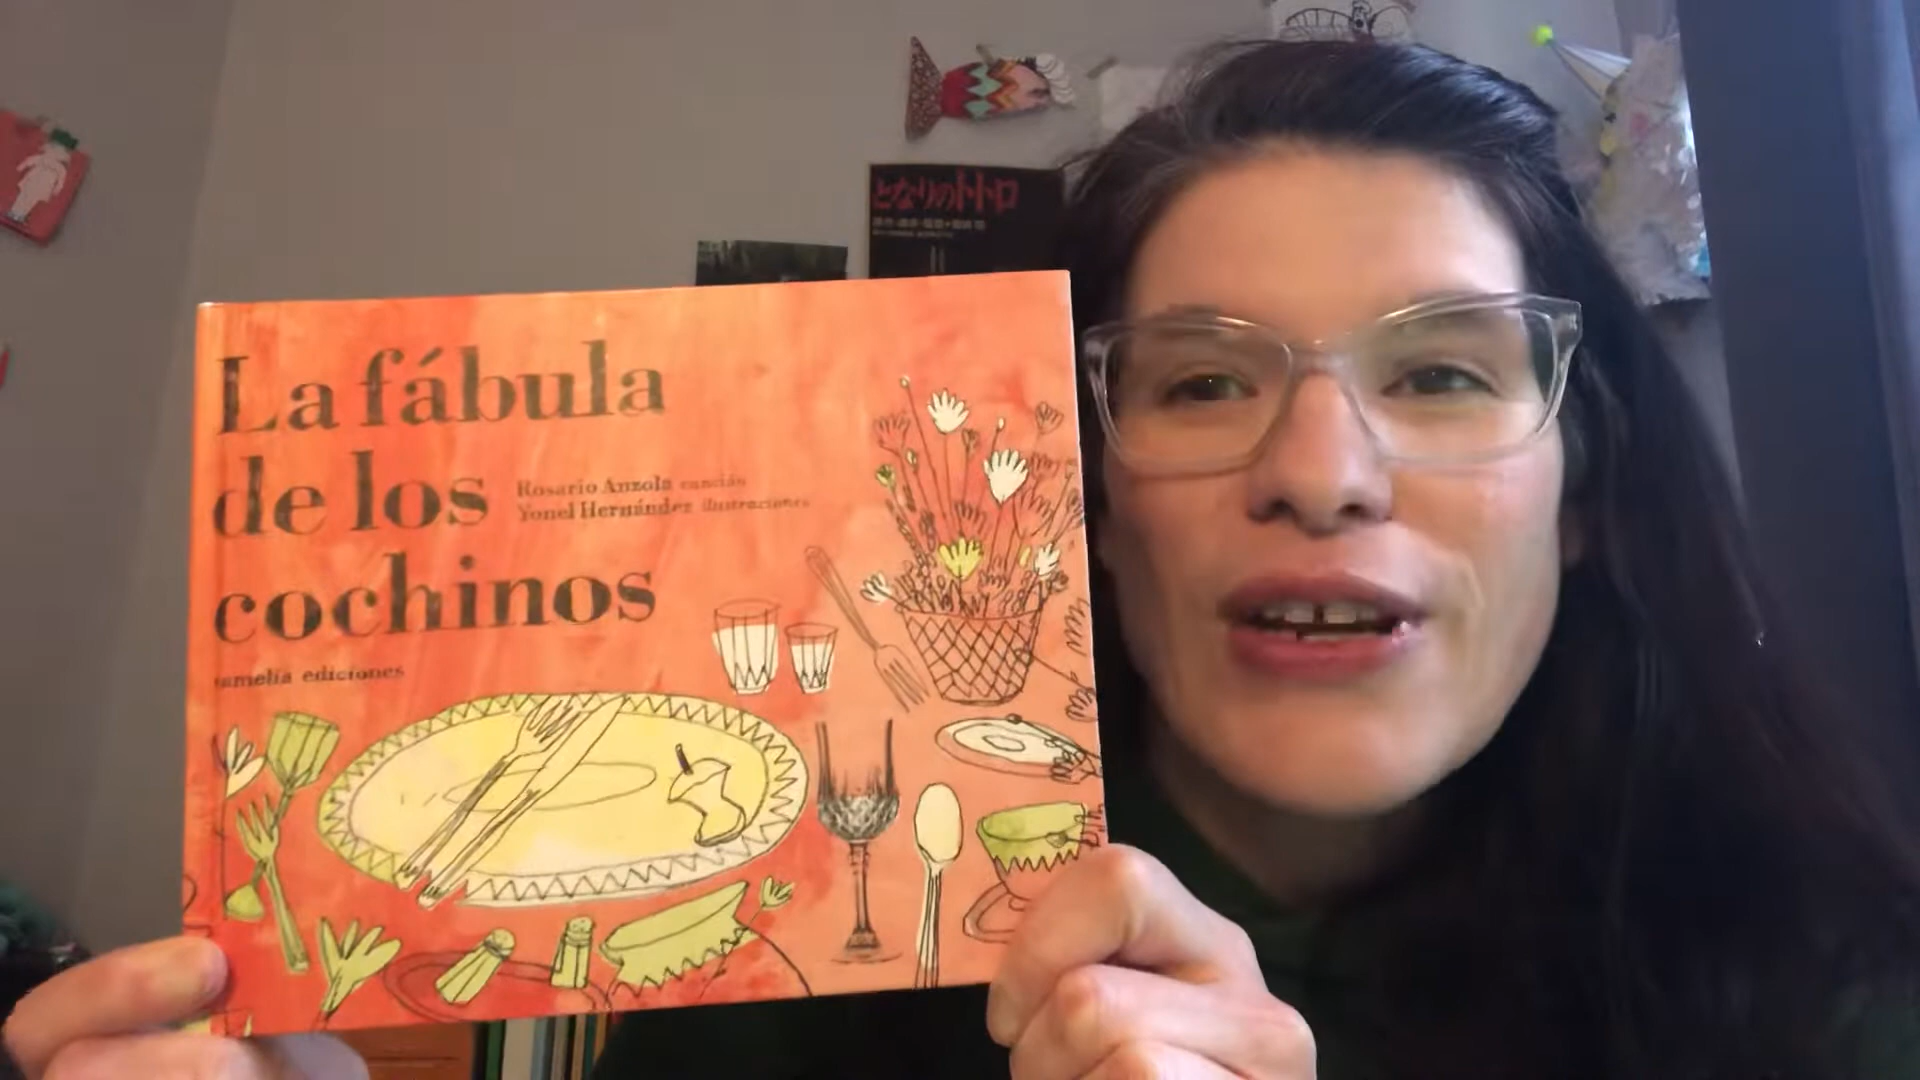 となりのトトロ
La fábula
de los
cochinos
Rosario Anzola canción
Yonel Hernández ilustraciones
camelia ediciones